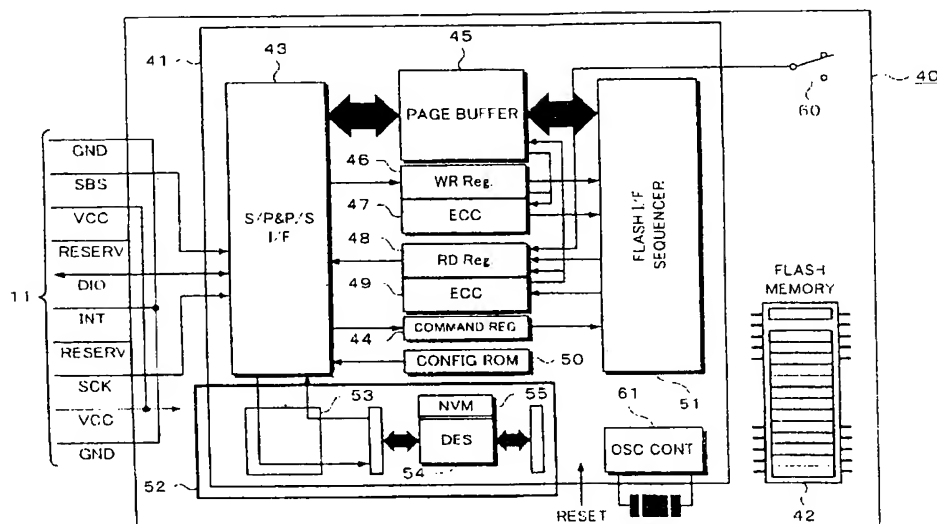 41
43
45
40
60
PAGE BUFFER
GND
SBS
VCC
RESERV
DIO
INT
RESERV
SCK
VCC
GND
11
S/P&P/S
I/F
46
WR Reg.
47
ECC
48
RD Reg.
49
ECC
COMMAND REG
44
CONFIG ROM
50
FLASH I/F
SEQUENCER
51
FLASH
MEMORY
42
53
NVM
55
DES
54
52
61
OSC CONT
RESET